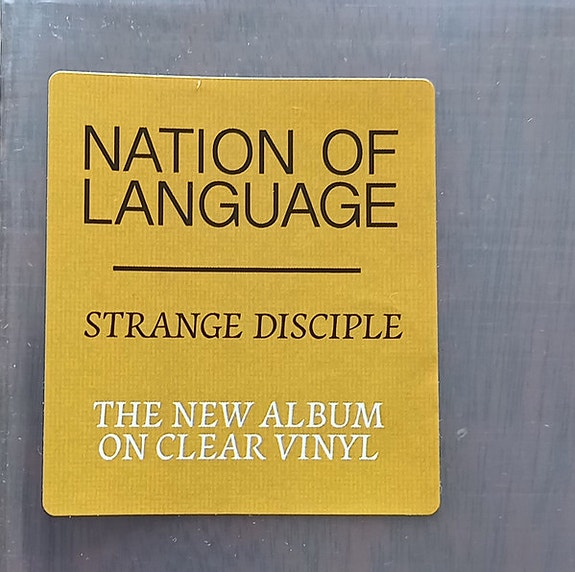 NATION OF
LANGUAGE
STRANGE DISCIPLE
THE NEW ALBUM
ON CLEAR VINYL